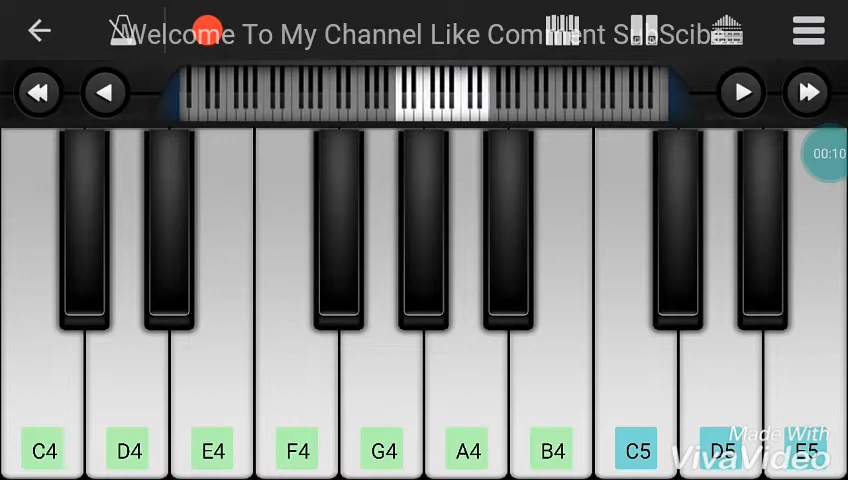 Welcome To My Channel Like Comment SubScibe
00:10
C4 D4 E4 F4 G4 A4 B4 C5 D5 E5
Made With
VivaVideo